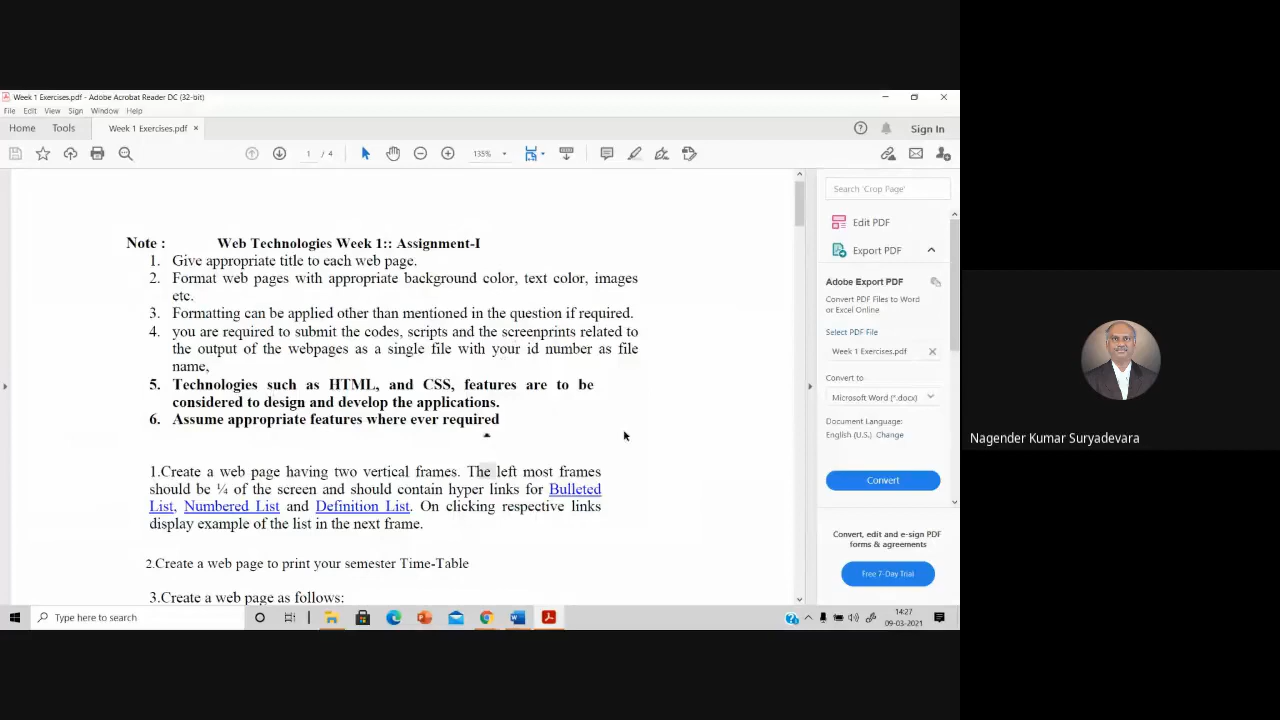 Week 1 Exercises.pdf - Adobe Acrobat Reader DC (32-bit)
File Edit View Sign Window Help
Home Tools Week 1 Exercises.pdf × Sign In
1 / 4 135%
Search 'Crop Page'
Note : Web Technologies Week 1:: Assignment-I
1. Give appropriate title to each web page.
2. Format web pages with appropriate background color, text color, images
etc.
3. Formatting can be applied other than mentioned in the question if required.
4. you are required to submit the codes, scripts and the screenprints related to
the output of the webpages as a single file with your id number as file
name,
5. Technologies such as HTML, and CSS, features are to be
considered to design and develop the applications.
6. Assume appropriate features where ever required
1.Create a web page having two vertical frames. The left most frames
should be ¼ of the screen and should contain hyper links for Bulleted
List, Numbered List and Definition List. On clicking respective links
display example of the list in the next frame.
2.Create a web page to print your semester Time-Table
3.Create a web page as follows:
Edit PDF
Export PDF
Adobe Export PDF
Convert PDF Files to Word
or Excel Online
Select PDF File
Week 1 Exercises.pdf
Convert to
Microsoft Word (*.docx)
Document Language:
English (U.S.) Change
Convert
Convert, edit and e-sign PDF
forms & agreements
Free 7-Day Trial
Type here to search
14:27
09-03-2021
Nagender Kumar Suryadevara